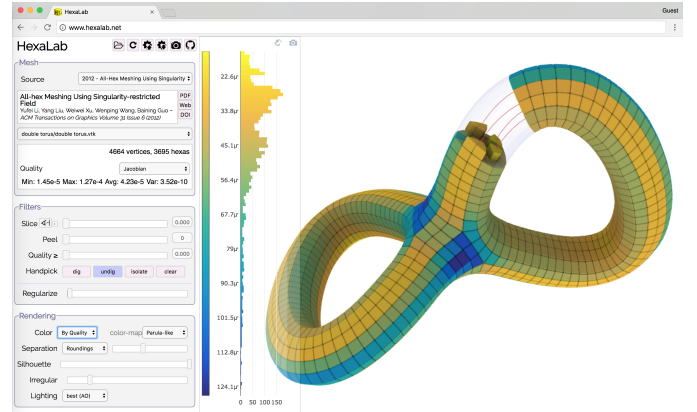 HexaLab
Guest
www.hexalab.net
HexaLab
Mesh
Source 2012 - All-Hex Meshing Using Singularity
All-hex Meshing Using Singularity-restricted
Field
Yufei Li, Yang Liu, Weiwei Xu, Wenping Wang, Baining Guo -
ACM Transactions on Graphics Volume 31 Issue 6 (2012)
PDF
Web
DOI
double torus/double torus.vtk
4664 vertices, 3695 hexas
Quality Jacobian
Min: 1.45e-5 Max: 1.27e-4 Avg: 4.23e-5 Var: 3.52e-10
Filters
Slice 0.000
Peel 0
Quality ≥ 0.000
Handpick dig undig isolate clear
Regularize
Rendering
Color By Quality color-map Parula-like
Separation Roundings
Silhouette
Irregular
Lighting best (AO)
22.6μ
33.8μ
45.1μ
56.4μ
67.7μ
79μ
90.3μ
101.5μ
112.8μ
124.1μ
0 50 100 150